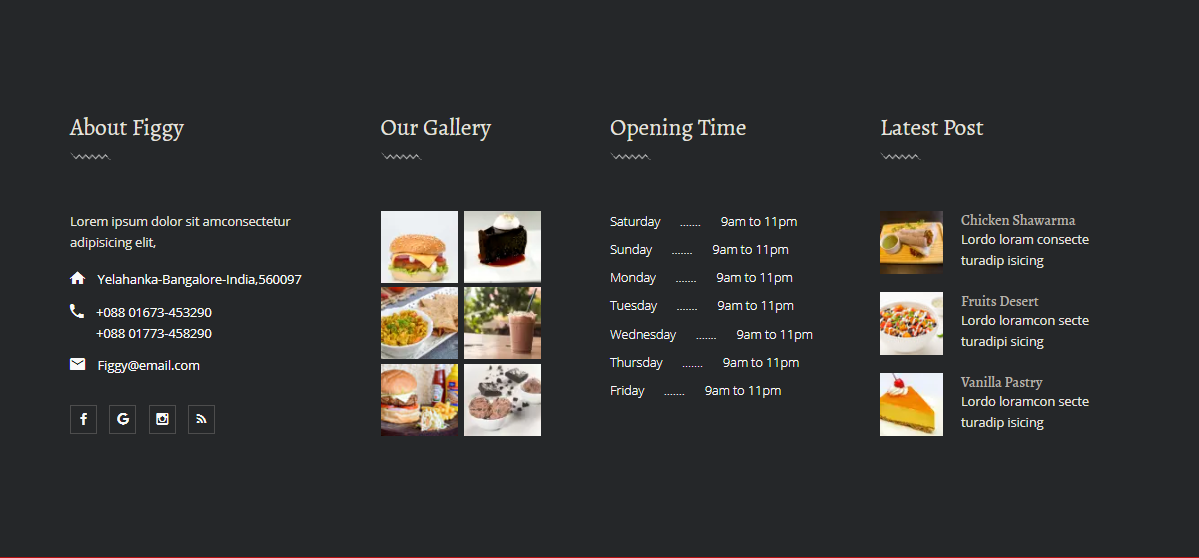 About Figgy
Lorem ipsum dolor sit amconsectetur
adipisicing elit,
Yelahanka-Bangalore-India,560097
+088 01673-453290
+088 01773-458290
Figgy@email.com
Our Gallery
Opening Time
Saturday ....... 9am to 11pm
Sunday ....... 9am to 11pm
Monday ....... 9am to 11pm
Tuesday ....... 9am to 11pm
Wednesday ....... 9am to 11pm
Thursday ....... 9am to 11pm
Friday ....... 9am to 11pm
Latest Post
Chicken Shawarma
Lordo loram consecte
turadip isicing
Fruits Desert
Lordo loramcon secte
turadipi sicing
Vanilla Pastry
Lordo loramcon secte
turadip isicing